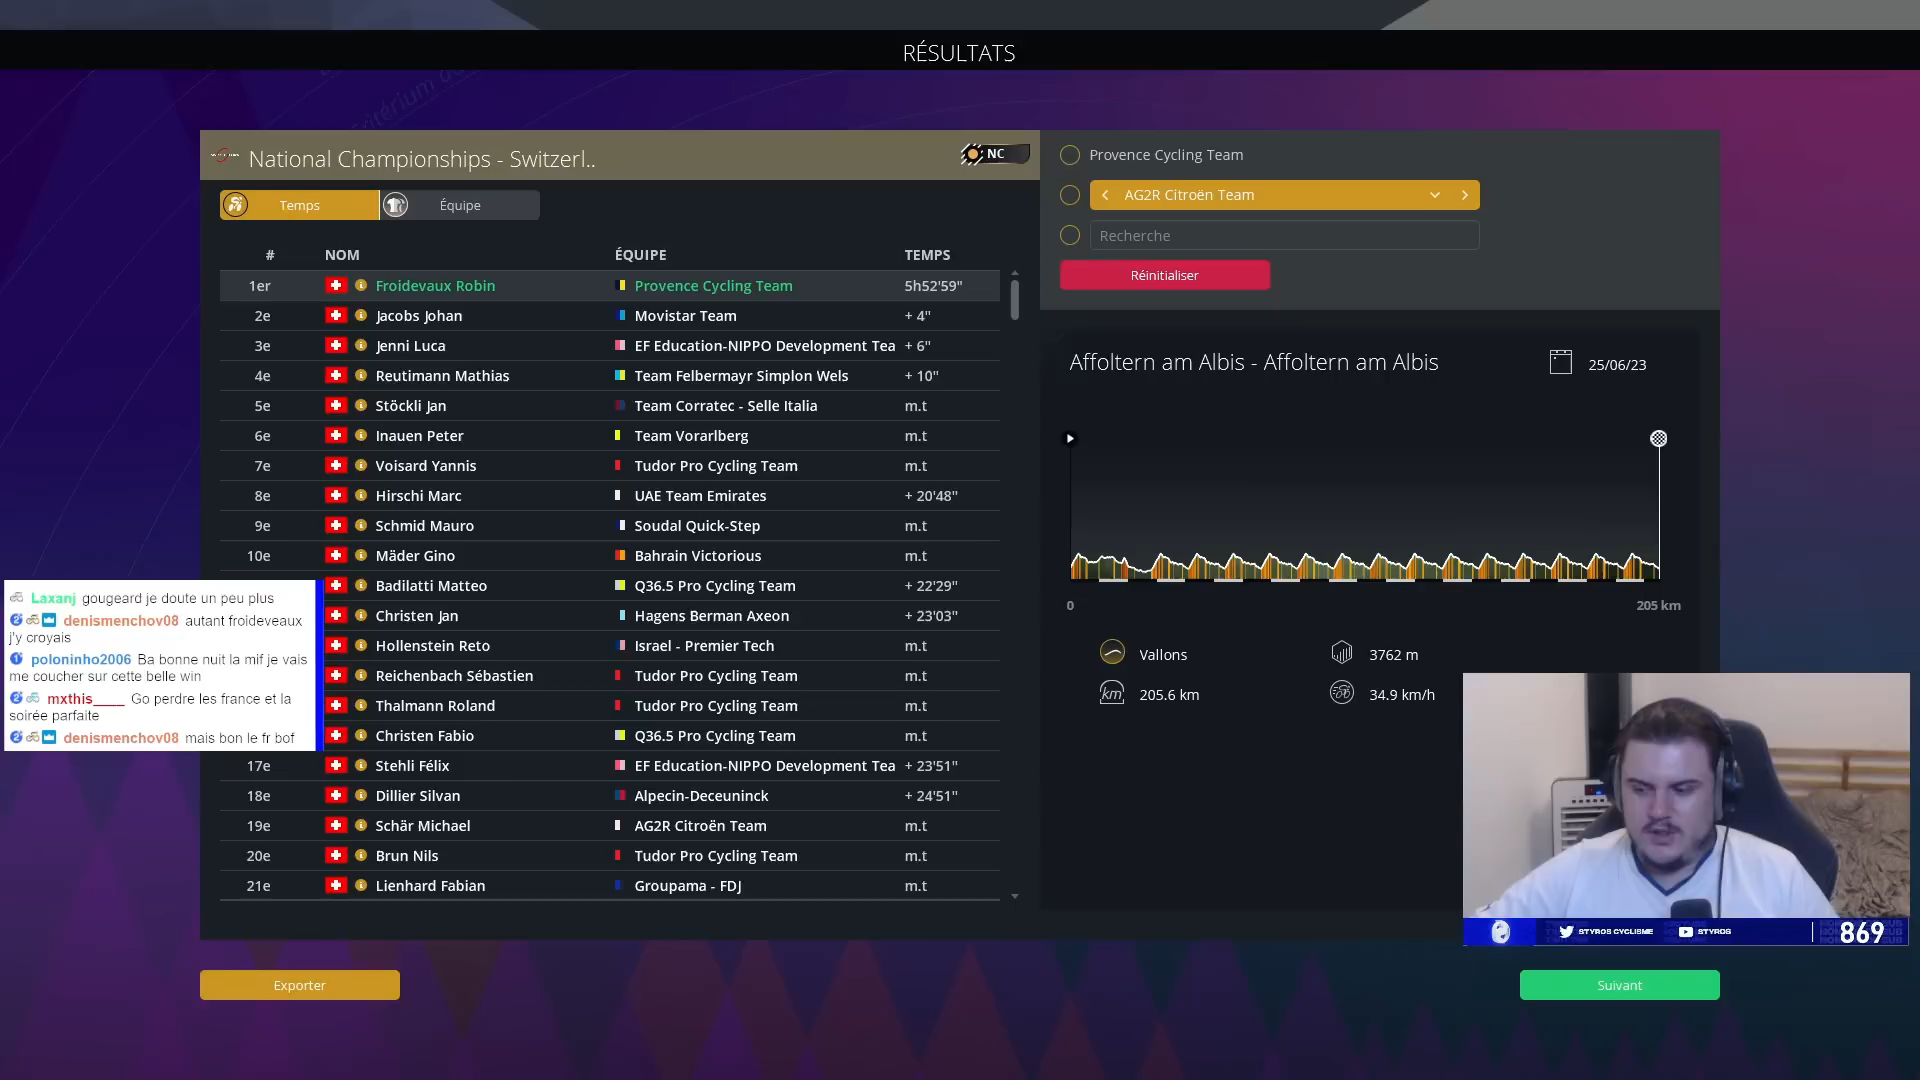 RÉSULTATS
National Championships - Switzerl..
NC
Temps
Équipe
# NOM ÉQUIPE TEMPS
1er Froidevaux Robin Provence Cycling Team 5h52'59"
2e Jacobs Johan Movistar Team + 4"
3e Jenni Luca EF Education-NIPPO Development Tea + 6"
4e Reutimann Mathias Team Felbermayr Simplon Wels + 10"
5e Stöckli Jan Team Corratec - Selle Italia m.t
6e Inauen Peter Team Vorarlberg m.t
7e Voisard Yannis Tudor Pro Cycling Team m.t
8e Hirschi Marc UAE Team Emirates + 20'48"
9e Schmid Mauro Soudal Quick-Step m.t
10e Mäder Gino Bahrain Victorious m.t
Badilatti Matteo Q36.5 Pro Cycling Team + 22'29"
Christen Jan Hagens Berman Axeon + 23'03"
Hollenstein Reto Israel - Premier Tech m.t
Reichenbach Sébastien Tudor Pro Cycling Team m.t
Thalmann Roland Tudor Pro Cycling Team m.t
Christen Fabio Q36.5 Pro Cycling Team m.t
17e Stehli Félix EF Education-NIPPO Development Tea + 23'51"
18e Dillier Silvan Alpecin-Deceuninck + 24'51"
19e Schär Michael AG2R Citroën Team m.t
20e Brun Nils Tudor Pro Cycling Team m.t
21e Lienhard Fabian Groupama - FDJ m.t
Laxanj gougeard je doute un peu plus
denismenchov08 autant froideveaux
j'y croyais
poloninho2006 Ba bonne nuit la mif je vais
me coucher sur cette belle win
mxthis____ Go perdre les france et la
soirée parfaite
denismenchov08 mais bon le fr bof
Provence Cycling Team
AG2R Citroën Team
Recherche
Réinitialiser
Affoltern am Albis - Affoltern am Albis
25/06/23
0
205 km
Vallons
3762 m
km
205.6 km
34.9 km/h
STYROS CYCLISME
STYROS
869
Exporter
Suivant